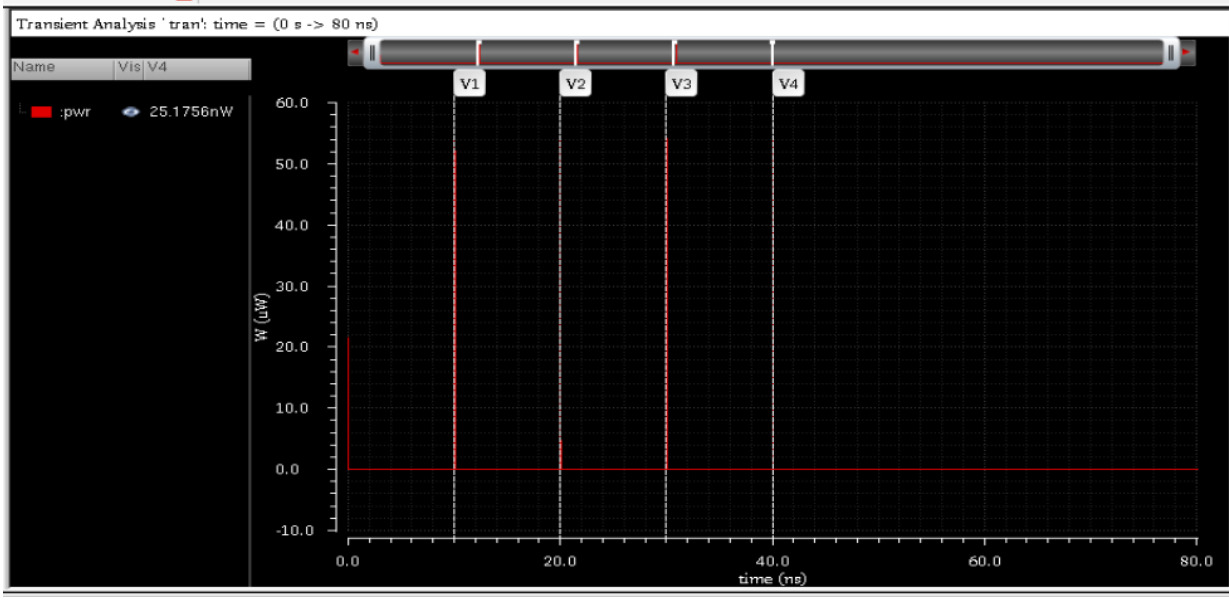 Transient Analysis `tran': time = (0 s -> 80 ns)
Name Vis V4
:pwr 25.1756nW
V1 V2 V3 V4
60.0
50.0
40.0
30.0
20.0
10.0
0.0
-10.0
W (uW)
0.0 20.0 40.0 60.0 80.0
time (ns)